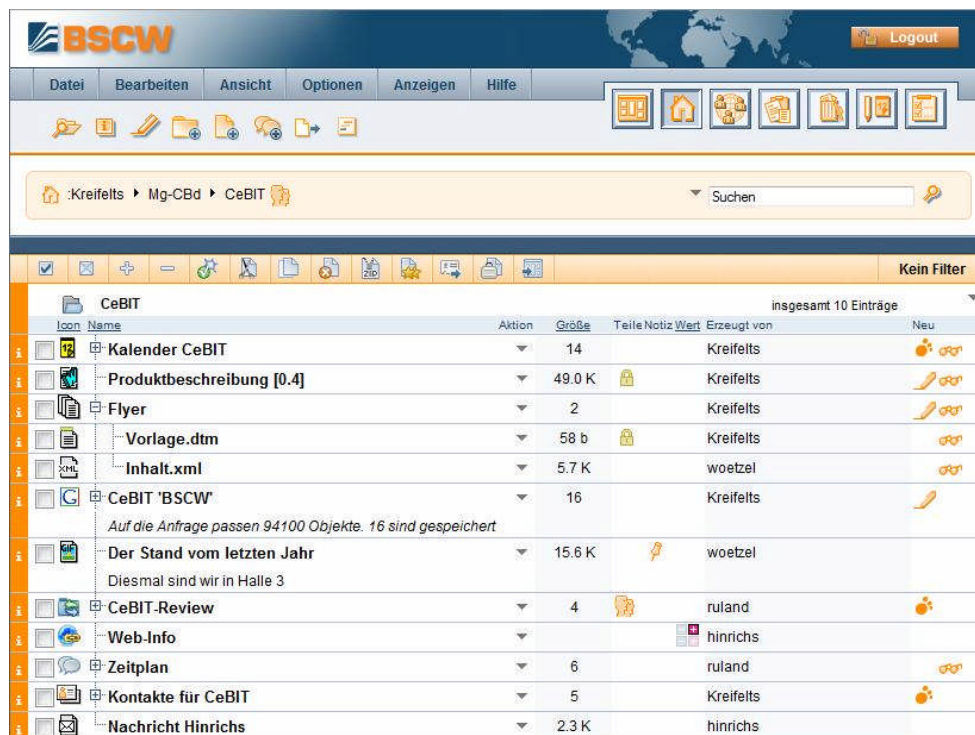 BSCW
Logout
Datei Bearbeiten Ansicht Optionen Anzeigen Hilfe
12
:Kreifelts Mg-CBd CeBIT
Suchen
ZIP
Kein Filter
CeBIT insgesamt 10 Einträge
Icon Name Aktion Größe Teile Notiz Wert Erzeugt von Neu
12 Kalender CeBIT 14 Kreifelts
Produktbeschreibung [0.4] 49.0 K Kreifelts
Flyer 2 Kreifelts
Vorlage.dtm 58 b Kreifelts
XML Inhalt.xml 5.7 K woetzel
G CeBIT 'BSCW' 16 Kreifelts
Auf die Anfrage passen 94100 Objekte. 16 sind gespeichert
GIF Der Stand vom letzten Jahr 15.6 K woetzel
Diesmal sind wir in Halle 3
CeBIT-Review 4 ruland
Web-Info hinrichs
Zeitplan 6 ruland
Kontakte für CeBIT 5 Kreifelts
Nachricht Hinrichs 2.3 K hinrichs